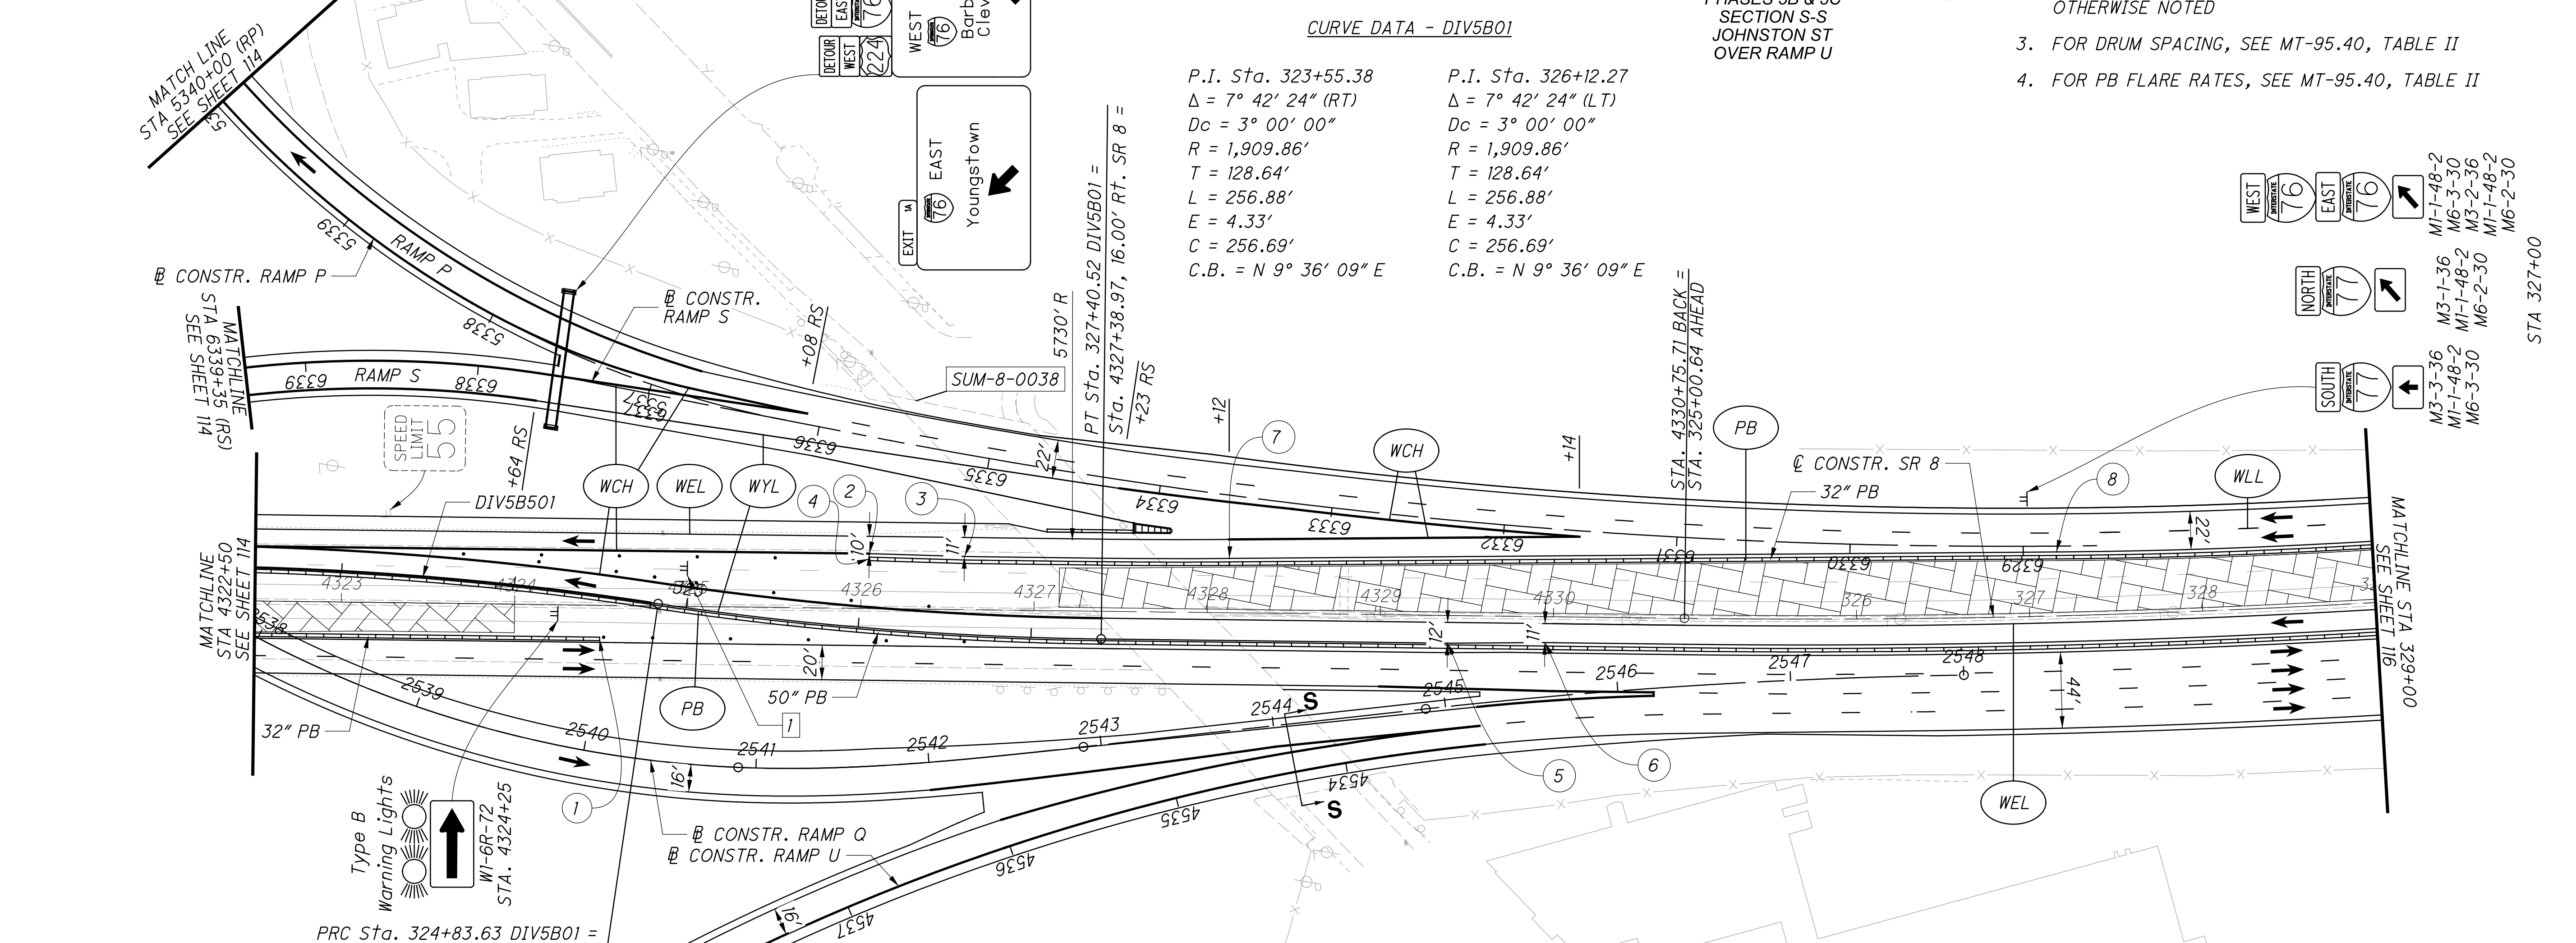 MATCH LINE
STA 5340+00 (RP)
SEE SHEET 114
DETOUR
EAST
76
DETOUR
WEST
224
WEST
76
Barb
Clev
EXIT 1A
INTERSTATE
76
EAST
Youngstown
CURVE DATA - DIV5B01
P.I. Sta. 323+55.38
Δ = 7° 42′ 24″ (RT)
Dc = 3° 00′ 00″
R = 1,909.86′
T = 128.64′
L = 256.88′
E = 4.33′
C = 256.69′
C.B. = N 9° 36′ 09″ E
P.I. Sta. 326+12.27
Δ = 7° 42′ 24″ (LT)
Dc = 3° 00′ 00″
R = 1,909.86′
T = 128.64′
L = 256.88′
E = 4.33′
C = 256.69′
C.B. = N 9° 36′ 09″ E
PHASES 5B & 5C
SECTION S-S
JOHNSTON ST
OVER RAMP U
OTHERWISE NOTED
3. FOR DRUM SPACING, SEE MT-95.40, TABLE II
4. FOR PB FLARE RATES, SEE MT-95.40, TABLE II
WEST
INTERSTATE
76
EAST
INTERSTATE
76
M1-1-48-2
M6-3-30
M3-2-36
M1-1-48-2
M6-2-30
NORTH
INTERSTATE
77
M3-1-36
M1-1-48-2
M6-2-30
SOUTH
INTERSTATE
77
M3-3-36
M1-1-48-2
M6-3-30
STA 327+00
5339
RAMP P
℄ CONSTR. RAMP P
5338
℄ CONSTR.
RAMP S
MATCHLINE
STA 6339+35 (RS)
SEE SHEET 114
6339
RAMP S
6338
5337
6337
+08 RS
SUM-8-0038
5730′ R
PT Sta. 327+40.52 DIV5B01 =
Sta. 4327+38.97, 16.00′ Rt. SR 8 =
+23 RS
+12
7
WCH
+14
STA. 4330+75.71 BACK =
STA. 325+00.64 AHEAD
PB
℄ CONSTR. SR 8
32″ PB
8
WLL
SPEED
LIMIT
55
+64 RS
6336
6335
22′
6334
6333
6332
6331
6330
6329
22′
WCH
WEL
WYL
4
2
3
DIV5B501
10′
11′
MATCHLINE
STA 4322+50
SEE SHEET 114
4323
4324
325
4326
4327
4328
4329
4330
326
327
328
MATCHLINE STA 329+00
SEE SHEET 116
2538
12′
11′
20′
2539
32″ PB
PB
50″ PB
1
2540
2541
2542
2543
2544
2545
2546
2547
2548
44′
S
S
16′
1
4534
5
6
WEL
4535
Type B
Warning Lights
W1-6R-72
STA. 4324+25
℄ CONSTR. RAMP Q
℄ CONSTR. RAMP U
4536
16′
4537
PRC Sta. 324+83.63 DIV5B01 =